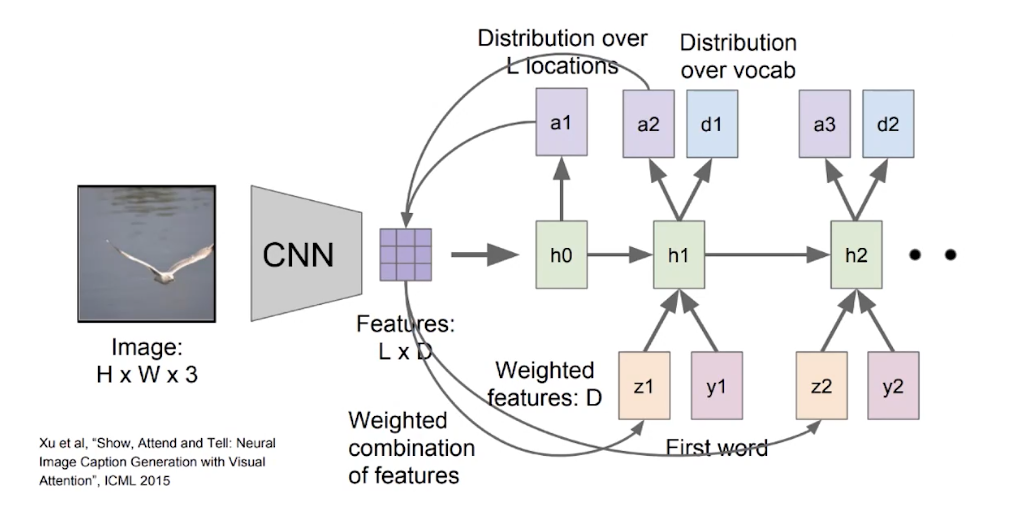 Distribution over
L locations
Distribution
over vocab
a1
a2
d1
a3
d2
CNN
h0
h1
h2
Features:
L x D
Image:
H x W x 3
Weighted
features: D
z1
y1
z2
y2
Weighted
combination
of features
First word
Xu et al, “Show, Attend and Tell: Neural
Image Caption Generation with Visual
Attention”, ICML 2015